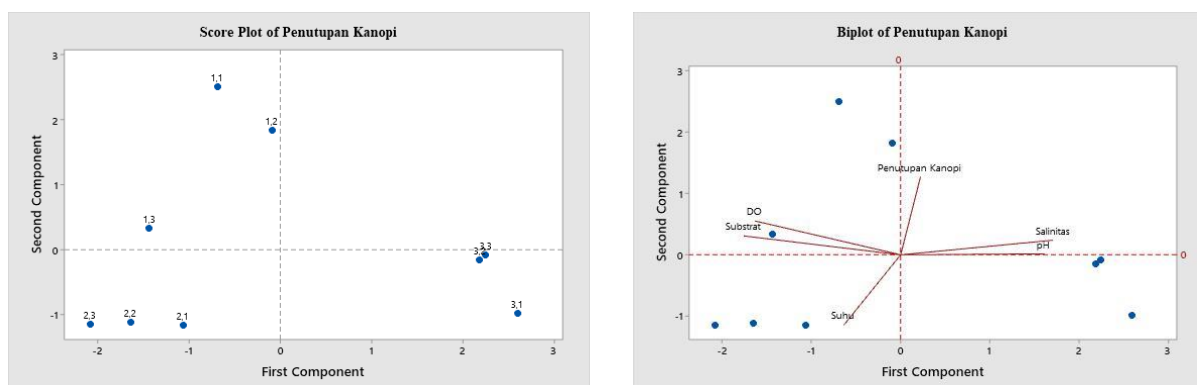 Score Plot of Penutupan Kanopi
3
2
1
0
-1
Second Component
1,1
1,2
1,3
3,3
2,3
2,2
2,1
3,1
-2
-1
0
1
2
3
First Component
Biplot of Penutupan Kanopi
0
3
2
1
0
-1
Second Component
Penutupan Kanopi
DO
Substrat
Salinitas
pH
0
Suhu
-2
-1
0
1
2
3
First Component